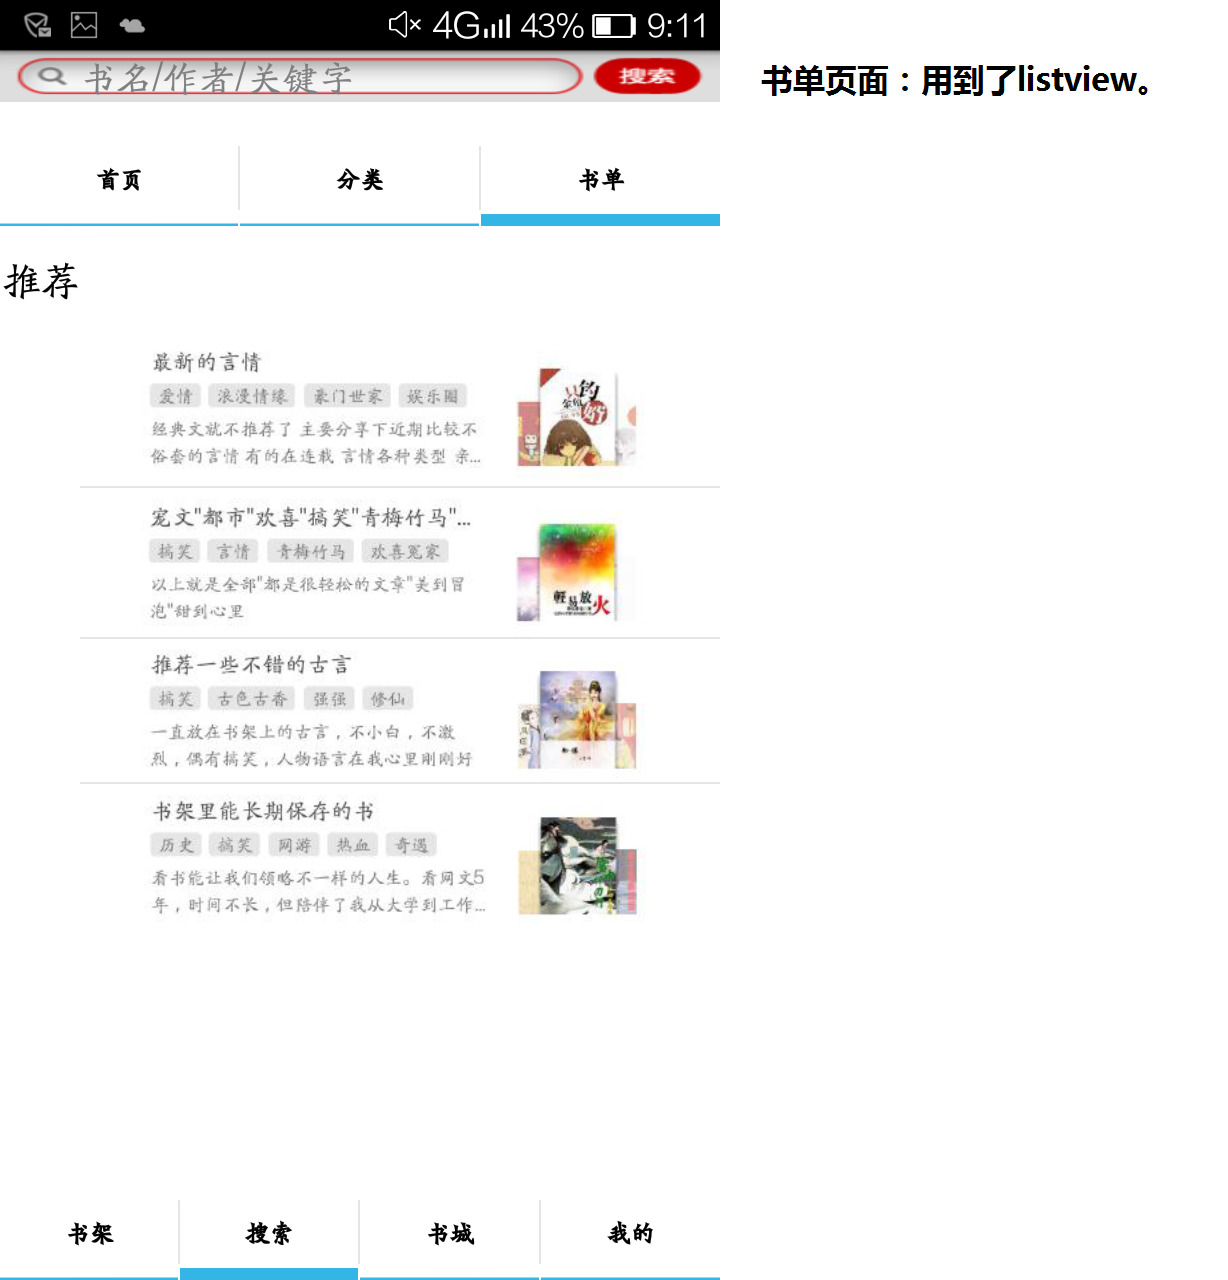 4G 43% 9:11
书名/作者/关键字 搜索
书单页面：用到了listview。
首页 分类 书单
推荐
最新的言情
爱情 浪漫情缘 豪门世家 娱乐圈
经典文就不推荐了 主要分享下近期比较不
俗套的言情 有的在连载 言情各种类型 亲...
宠文"都市"欢喜"搞笑"青梅竹马"...
搞笑 言情 青梅竹马 欢喜冤家
以上就是全部"都是很轻松的文章"美到冒
泡"甜到心里
輕易放火
推荐一些不错的古言
搞笑 古色古香 强强 修仙
一直放在书架上的古言，不小白，不激
烈，偶有搞笑，人物语言在我心里刚刚好
书架里能长期保存的书
历史 搞笑 网游 热血 奇遇
看书能让我们领略不一样的人生。看网文5
年，时间不长，但陪伴了我从大学到工作...
书架 搜索 书城 我的